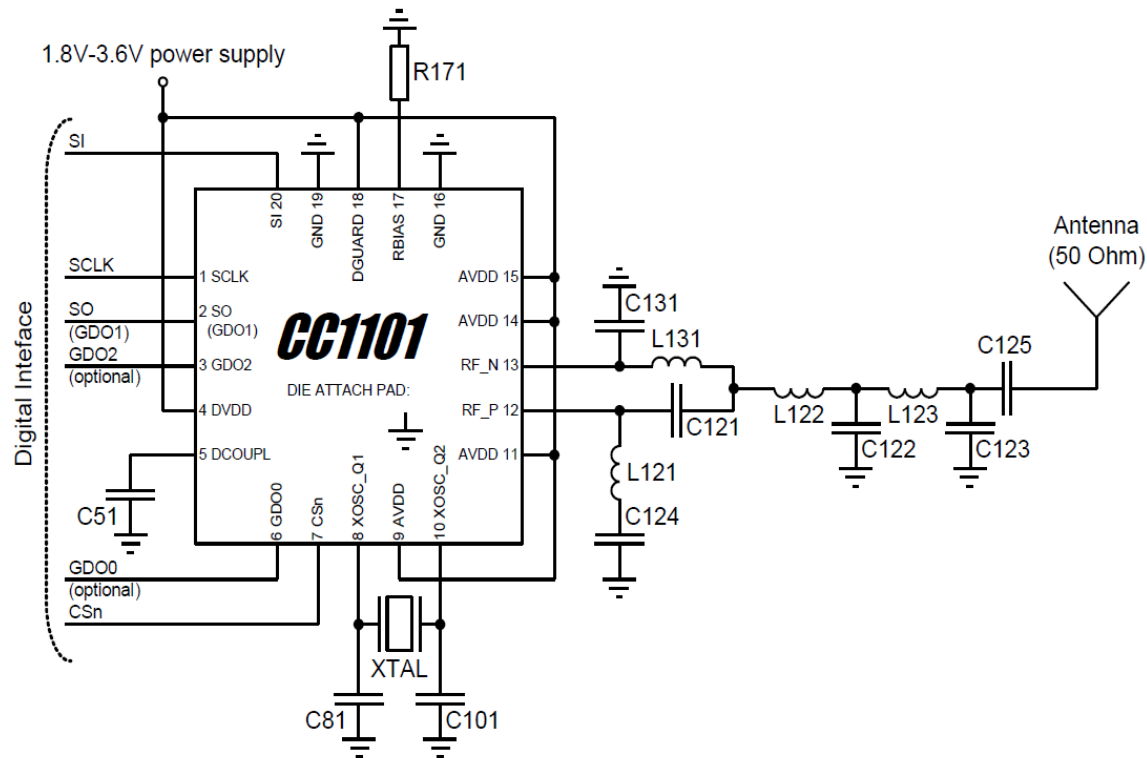 1.8V-3.6V power supply
R171
SI
SI 20
GND 19
DGUARD 18
RBIAS 17
GND 16
Antenna
(50 Ohm)
Digital Inteface
SCLK
1 SCLK
SO
(GDO1)
2 SO
(GDO1)
GDO2
(optional)
3 GDO2
4 DVDD
5 DCOUPL
CC1101
DIE ATTACH PAD:
AVDD 15
AVDD 14
RF_N 13
RF_P 12
AVDD 11
C131
L131
C121
L121
C124
L122
C122
L123
C123
C125
C51
6 GDO0
7 CSn
8 XOSC_Q1
9 AVDD
10 XOSC_Q2
GDO0
(optional)
CSn
XTAL
C81
C101